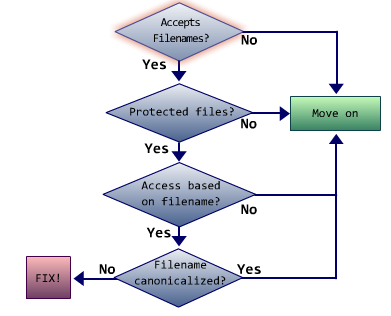 Accepts
Filenames?
No
Yes
Protected files?
Move on
No
Yes
Access based
on filename?
No
Yes
Filename
canonicalized?
No
Yes
FIX!